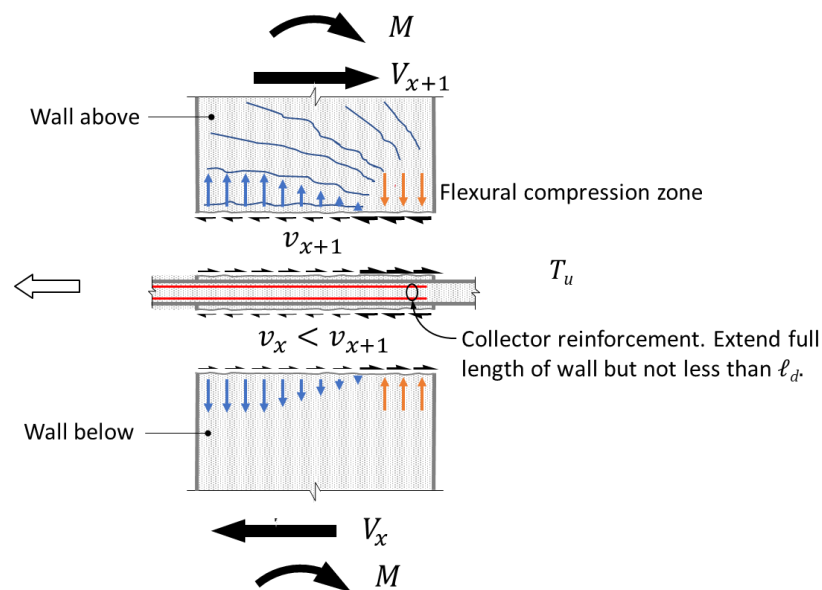 M
V_{x+1}
Wall above
Flexural compression zone
v_{x+1}
T_u
v_x < v_{x+1}
Collector reinforcement. Extend full
length of wall but not less than ℓ_d.
Wall below
V_x
M